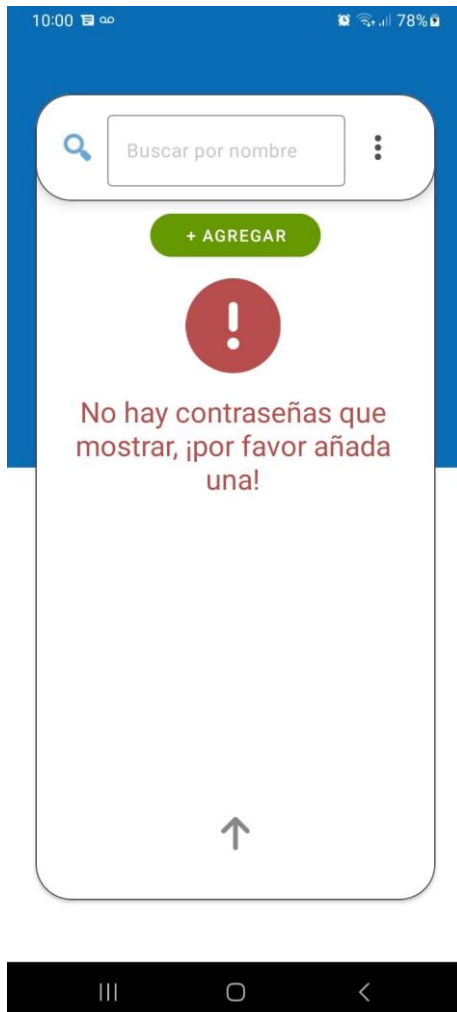 10:00 78%
Buscar por nombre
+ AGREGAR
No hay contraseñas que
mostrar, ¡por favor añada
una!